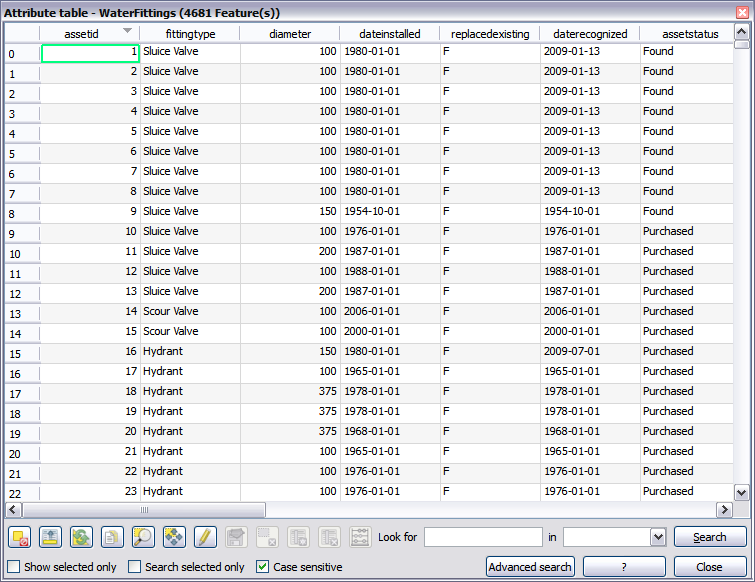 Attribute table - WaterFittings (4681 Feature(s))
assetid fittingtype diameter dateinstalled replacedexisting daterecognized assetstatus
0 1 Sluice Valve 100 1980-01-01 F 2009-01-13 Found
1 2 Sluice Valve 100 1980-01-01 F 2009-01-13 Found
2 3 Sluice Valve 100 1980-01-01 F 2009-01-13 Found
3 4 Sluice Valve 100 1980-01-01 F 2009-01-13 Found
4 5 Sluice Valve 100 1980-01-01 F 2009-01-13 Found
5 6 Sluice Valve 100 1980-01-01 F 2009-01-13 Found
6 7 Sluice Valve 100 1980-01-01 F 2009-01-13 Found
7 8 Sluice Valve 100 1980-01-01 F 2009-01-13 Found
8 9 Sluice Valve 150 1954-10-01 F 1954-10-01 Found
9 10 Sluice Valve 100 1976-01-01 F 1976-01-01 Purchased
10 11 Sluice Valve 200 1987-01-01 F 1987-01-01 Purchased
11 12 Sluice Valve 100 1988-01-01 F 1988-01-01 Purchased
12 13 Sluice Valve 200 1987-01-01 F 1987-01-01 Purchased
13 14 Scour Valve 100 2006-01-01 F 2006-01-01 Purchased
14 15 Scour Valve 100 2000-01-01 F 2000-01-01 Purchased
15 16 Hydrant 150 1980-01-01 F 2009-07-01 Purchased
16 17 Hydrant 100 1965-01-01 F 1965-01-01 Purchased
17 18 Hydrant 375 1978-01-01 F 1978-01-01 Purchased
18 19 Hydrant 375 1978-01-01 F 1978-01-01 Purchased
19 20 Hydrant 375 1968-01-01 F 1968-01-01 Purchased
20 21 Hydrant 100 1965-01-01 F 1965-01-01 Purchased
21 22 Hydrant 100 1976-01-01 F 1976-01-01 Purchased
22 23 Hydrant 100 1976-01-01 F 1976-01-01 Purchased
Look for in Search
Show selected only Search selected only Case sensitive Advanced search ? Close